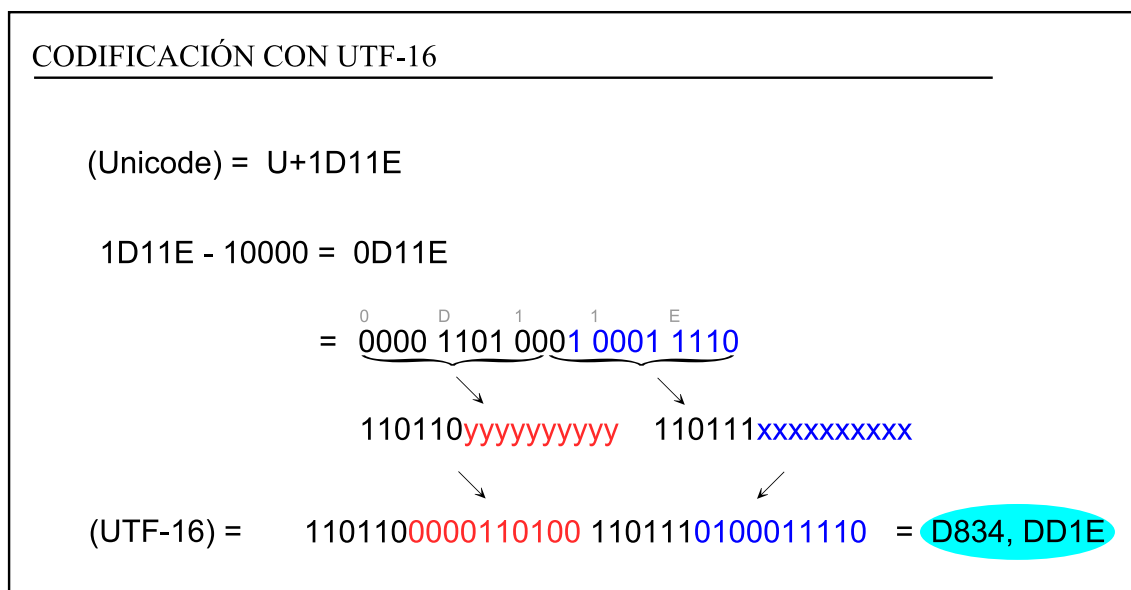 CODIFICACIÓN CON UTF-16
(Unicode) = U+1D11E
1D11E - 10000 = 0D11E
0 D 1 1 E
= 0000 1101 0001 0001 1110
110110yyyyyyyyyy 110111xxxxxxxxxx
(UTF-16) = 1101100000110100 1101110100011110 = D834, DD1E